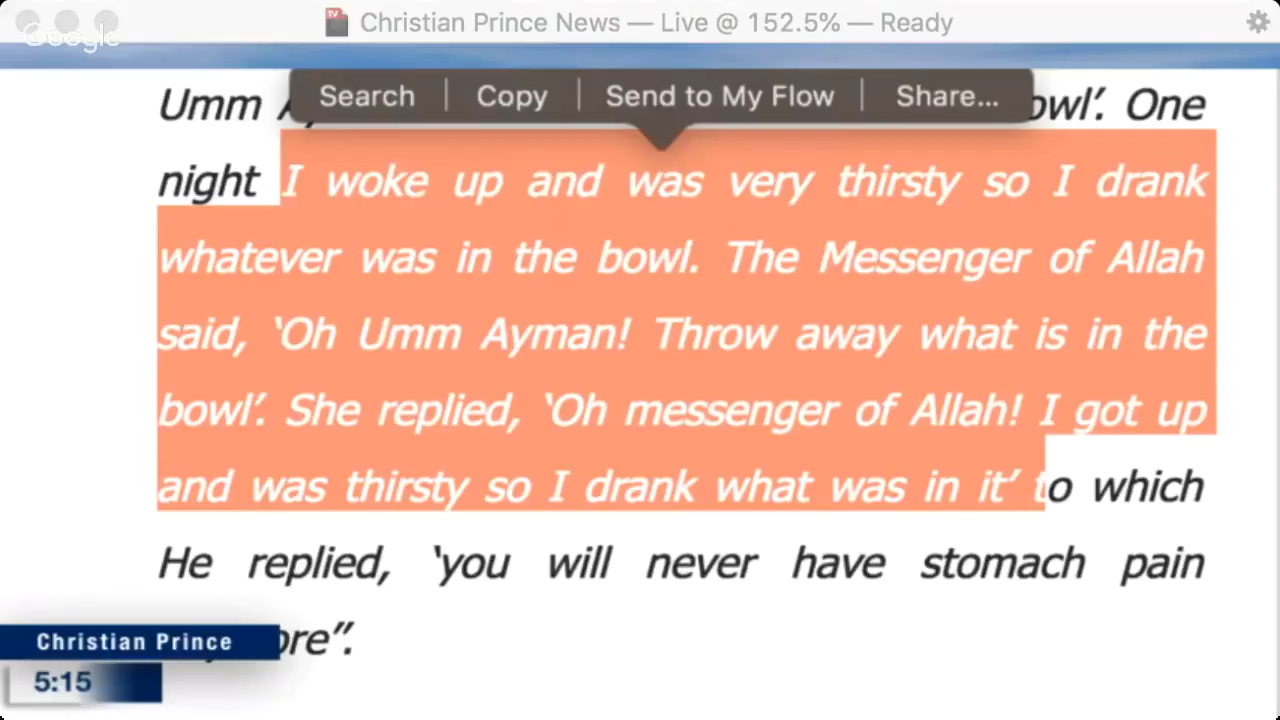 Google
Christian Prince News — Live @ 152.5% — Ready
Search Copy Send to My Flow Share...
Umm One
night I woke up and was very thirsty so I drank
whatever was in the bowl. The Messenger of Allah
said, ‘Oh Umm Ayman! Throw away what is in the
bowl’. She replied, ‘Oh messenger of Allah! I got up
and was thirsty so I drank what was in it’ to which
He replied, ‘you will never have stomach pain
Christian Prince
5:15